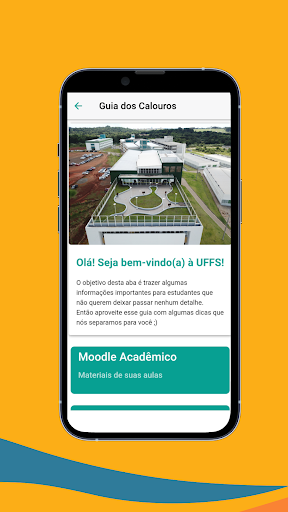 Guia dos Calouros
Olá! Seja bem-vindo(a) à UFFS!
O objetivo desta aba é trazer algumas
informações importantes para estudantes que
não querem deixar passar nenhum detalhe.
Então aproveite esse guia com algumas dicas que
nós separamos para você ;)
Moodle Acadêmico
Materiais de suas aulas